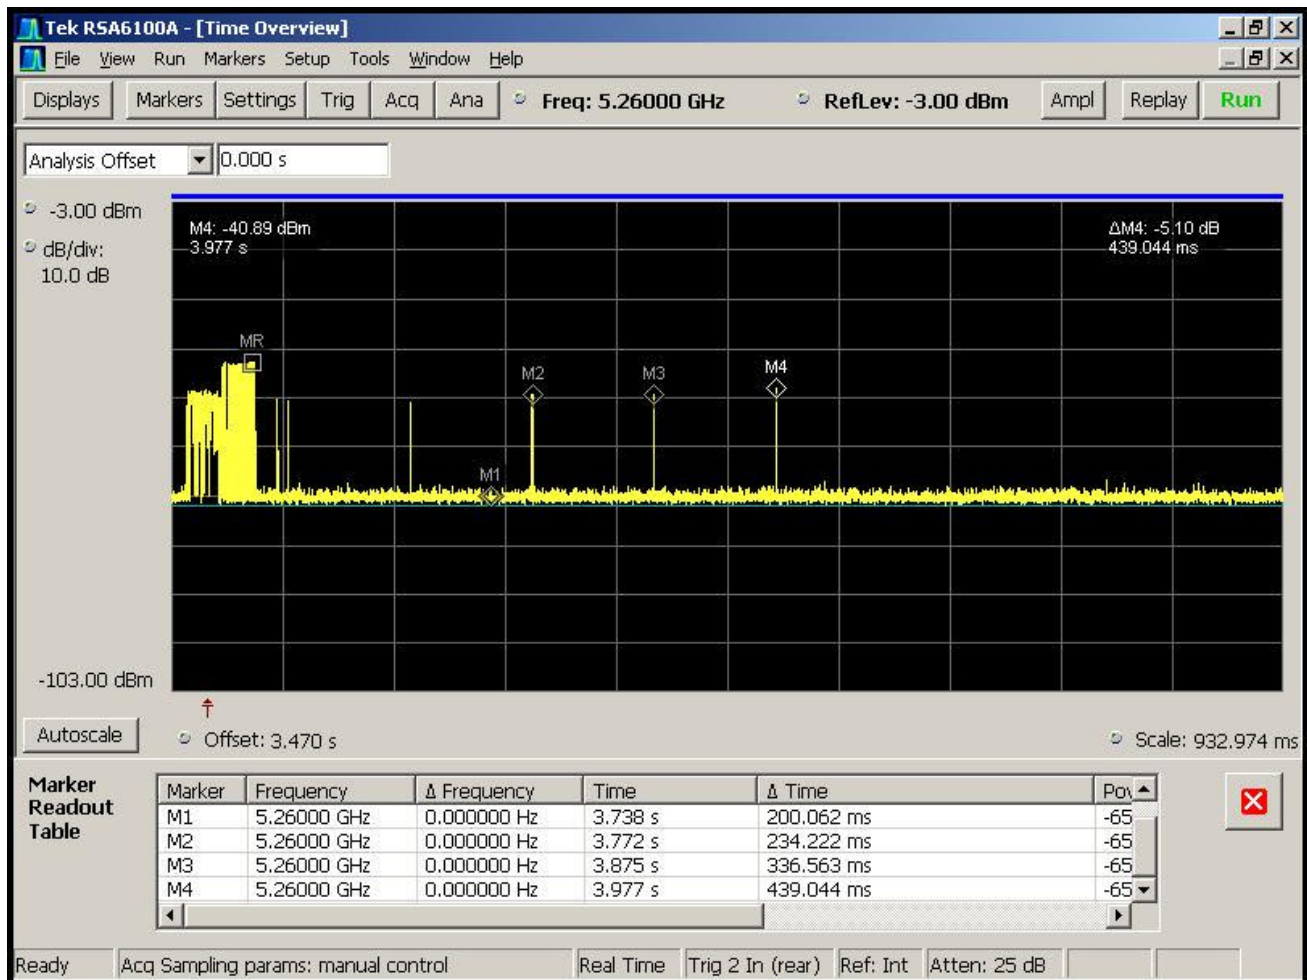 Tek RSA6100A - [Time Overview]
File View Run Markers Setup Tools Window Help
Displays Markers Settings Trig Acq Ana Freq: 5.26000 GHz RefLev: -3.00 dBm Ampl Replay Run
Analysis Offset 0.000 s
-3.00 dBm
dB/div:
10.0 dB
M4: -40.89 dBm
3.977 s
ΔM4: -5.10 dB
439.044 ms
MR
M2 M3 M4
M1
-103.00 dBm
Autoscale Offset: 3.470 s Scale: 932.974 ms
Marker
Readout
Table
Marker Frequency Δ Frequency Time Δ Time Pov
M1 5.26000 GHz 0.000000 Hz 3.738 s 200.062 ms -65
M2 5.26000 GHz 0.000000 Hz 3.772 s 234.222 ms -65
M3 5.26000 GHz 0.000000 Hz 3.875 s 336.563 ms -65
M4 5.26000 GHz 0.000000 Hz 3.977 s 439.044 ms -65
Ready Acq Sampling params: manual control Real Time Trig 2 In (rear) Ref: Int Atten: 25 dB